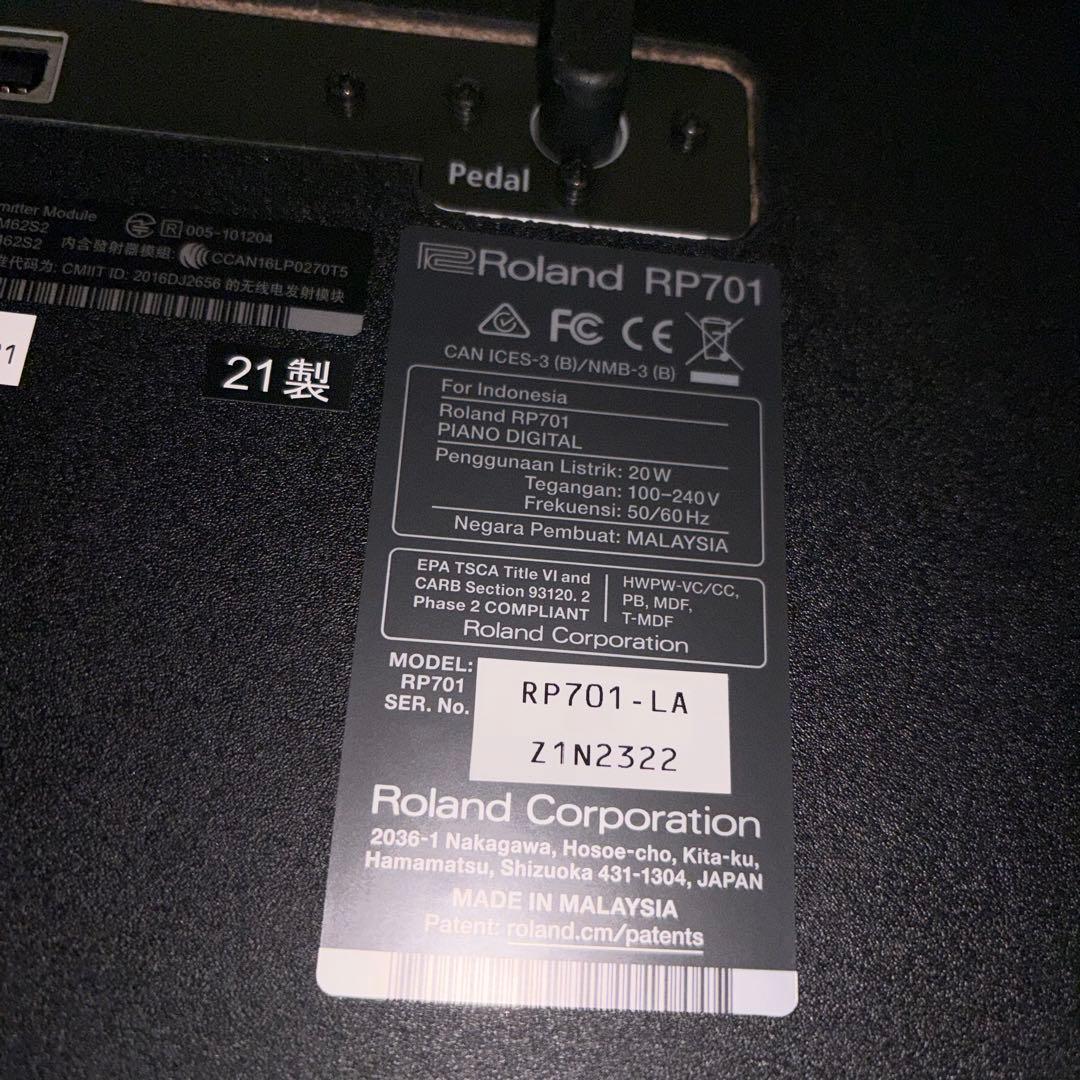 Pedal
mitter Module
M62S2
R 005-101204
内含發射器模組:
CCAN16LP0270T5
代码为: CMIIT ID: 2016DJ2656 的无线电发射模块
21製
Roland RP701
FC CE
CAN ICES-3 (B)/NMB-3 (B)
For Indonesia
Roland RP701
PIANO DIGITAL
Penggunaan Listrik: 20 W
Tegangan: 100-240 V
Frekuensi: 50/60 Hz
Negara Pembuat: MALAYSIA
EPA TSCA Title VI and
CARB Section 93120. 2
Phase 2 COMPLIANT
HWPW-VC/CC,
PB, MDF,
T-MDF
Roland Corporation
MODEL:
RP701
SER. No.
RP701-LA
Z1N2322
Roland Corporation
2036-1 Nakagawa, Hosoe-cho, Kita-ku,
Hamamatsu, Shizuoka 431-1304, JAPAN
MADE IN MALAYSIA
Patent: roland.cm/patents